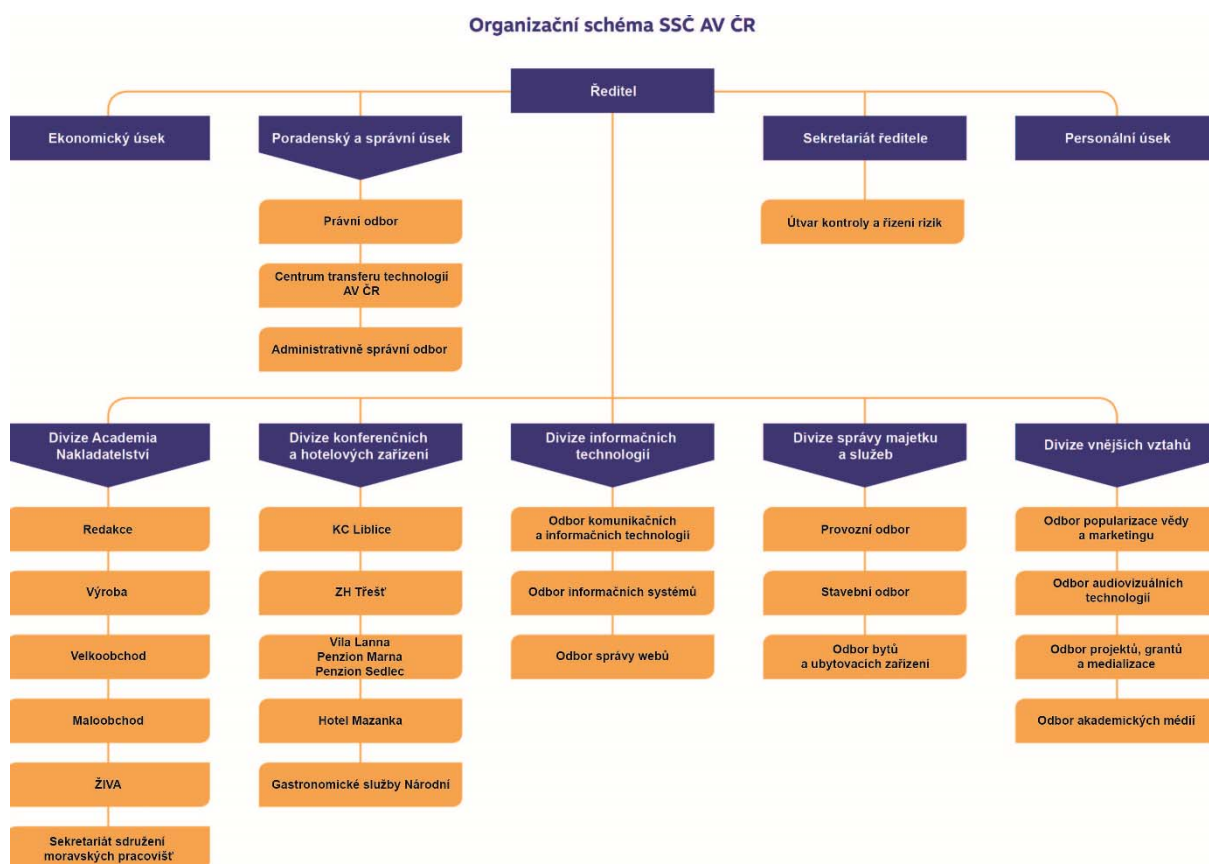 Organizační schéma SSČ AV ČR
Ředitel
Ekonomický úsek
Poradenský a správní úsek
Sekretariát ředitele
Personální úsek
Právní odbor
Centrum transferu technologií
AV ČR
Administrativně správní odbor
Útvar kontroly a řízení rizik
Divize Academia
Nakladatelství
Redakce
Výroba
Velkoobchod
Maloobchod
ŽIVA
Sekretariát sdružení
moravských pracovišť
Divize konferenčních
a hotelových zařízení
KC Liblice
ZH Třešť
Vila Lanna
Penzion Marna
Penzion Sedlec
Hotel Mazanka
Gastronomické služby Národní
Divize informačních
technologií
Odbor komunikačních
a informačních technologií
Odbor informačních systémů
Odbor správy webů
Divize správy majetku
a služeb
Provozní odbor
Stavební odbor
Odbor bytů
a ubytovacích zařízení
Divize vnějších vztahů
Odbor popularizace vědy
a marketingu
Odbor audiovizuálních
technologií
Odbor projektů, grantů
a medializace
Odbor akademických médií